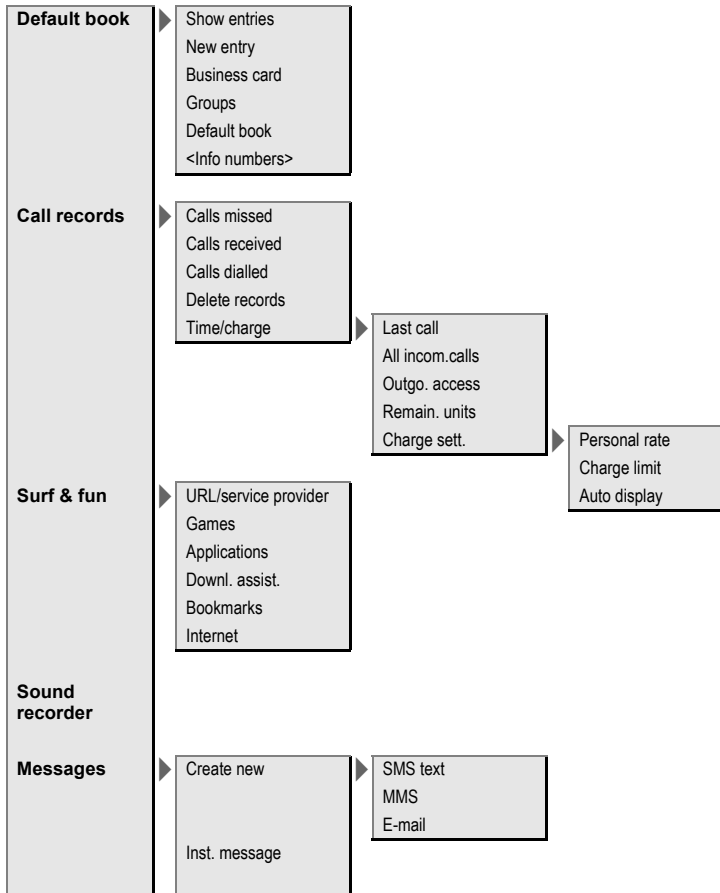 Default book
Show entries
New entry
Business card
Groups
Default book
<Info numbers>
Call records
Calls missed
Calls received
Calls dialled
Delete records
Time/charge
Last call
All incom.calls
Outgo. access
Remain. units
Charge sett.
Personal rate
Charge limit
Auto display
Surf & fun
URL/service provider
Games
Applications
Downl. assist.
Bookmarks
Internet
Sound
recorder
Messages
Create new
SMS text
MMS
E-mail
Inst. message